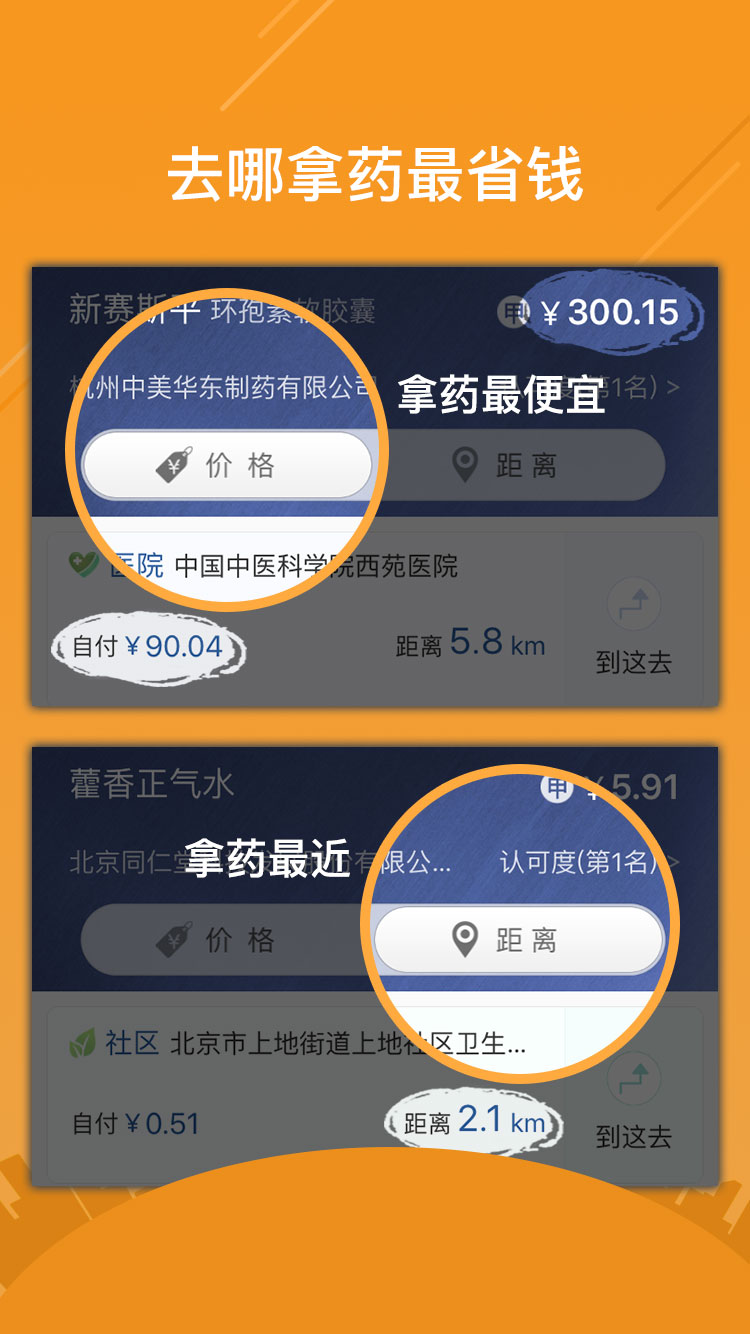 去哪拿药最省钱
新赛斯平 环孢素软胶囊 甲 ¥ 300.15
杭州中美华东制药有限公司 (第1名) >
拿药最便宜
¥ 价格 距离
医院 中国中医科学院西苑医院
自付 ¥ 90.04 距离 5.8 km 到这去
藿香正气水 甲 ¥ 5.91
北京同仁堂 有限公... 认可度(第1名) >
拿药最近
¥ 价格 距离
社区 北京市上地街道上地社区卫生...
自付 ¥ 0.51 距离 2.1 km 到这去